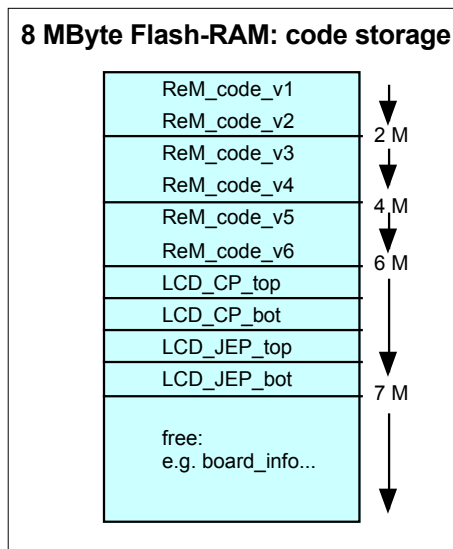 8 MByte Flash-RAM: code storage
ReM_code_v1
ReM_code_v2
2 M
ReM_code_v3
ReM_code_v4
4 M
ReM_code_v5
ReM_code_v6
6 M
LCD_CP_top
LCD_CP_bot
LCD_JEP_top
LCD_JEP_bot
7 M
free:
e.g. board_info...